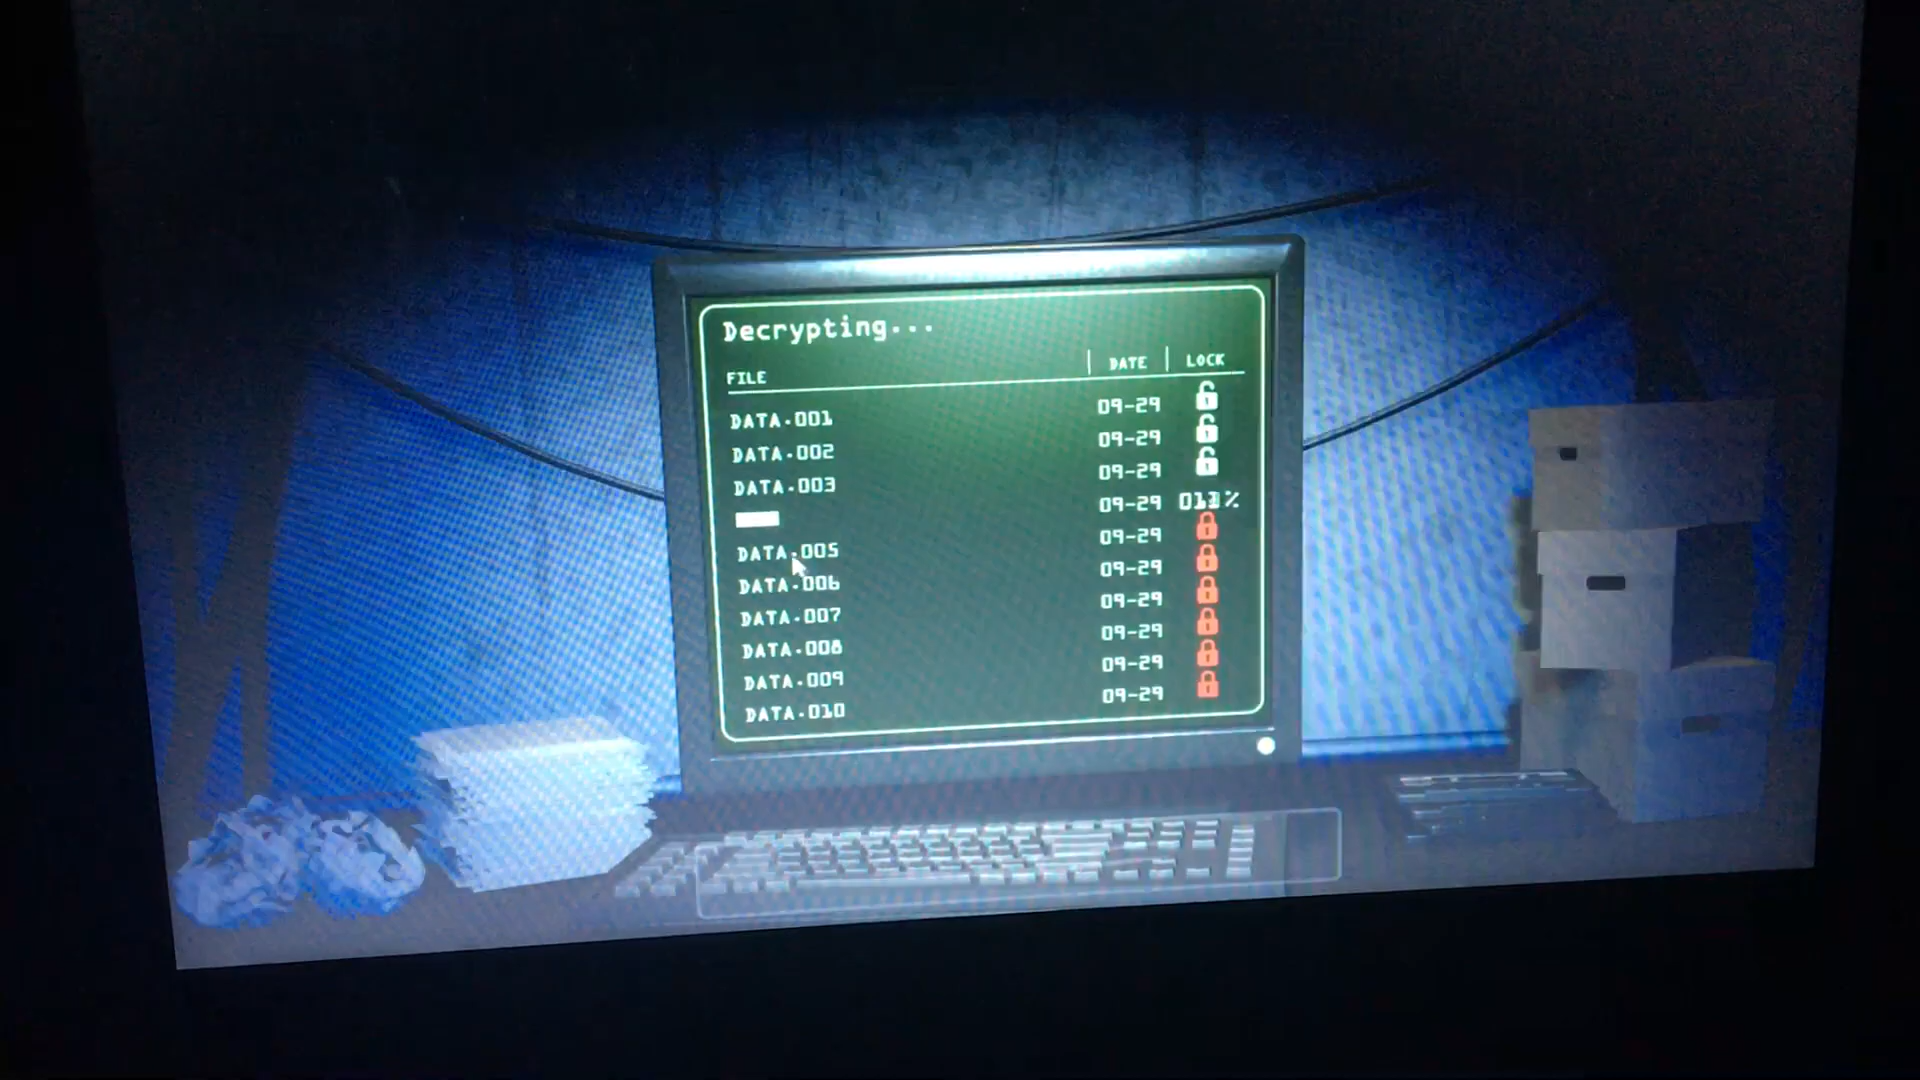 Decrypting...
FILE | DATE | LOCK
DATA.001 09-29
DATA.002 09-29
DATA.003 09-29
09-29
DATA.005 09-29
DATA.006 09-29
DATA.007 09-29
DATA.008 09-29
DATA.009 09-29
DATA.010 09-29